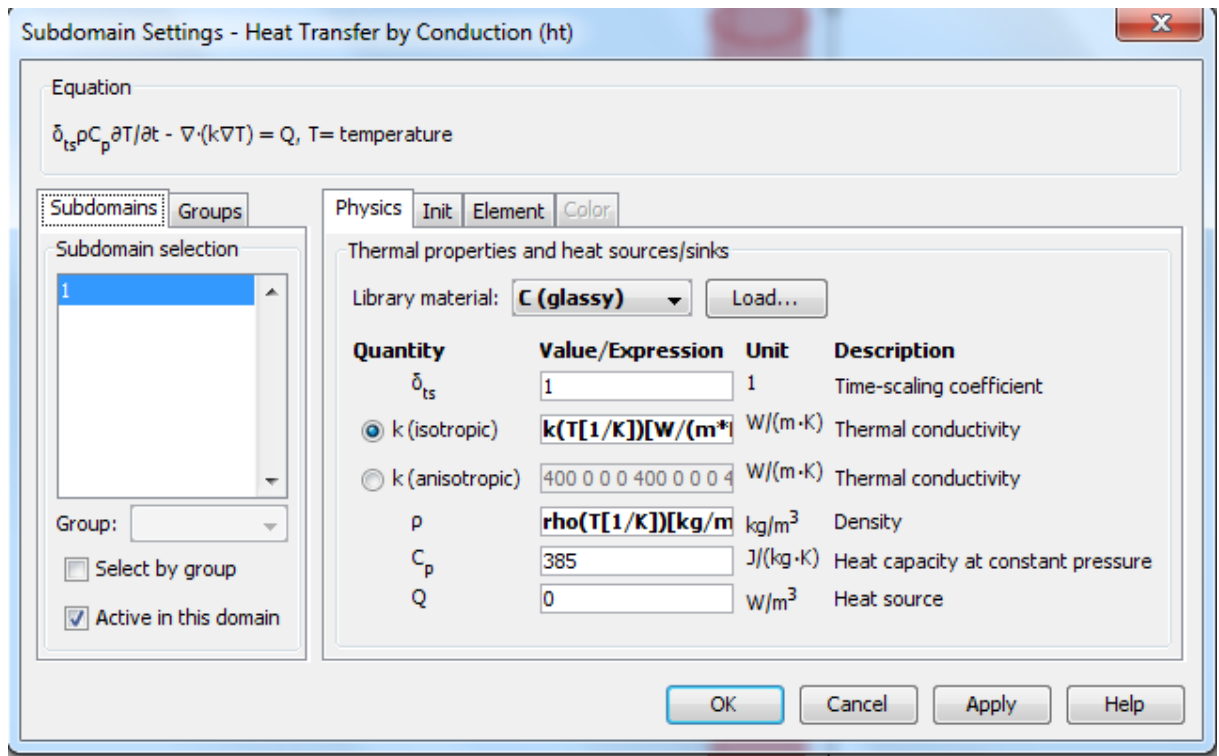 Subdomain Settings - Heat Transfer by Conduction (ht)
Equation
δtsρCp∂T/∂t - ∇·(k∇T) = Q, T= temperature
Subdomains Groups
Subdomain selection
1
Group:
Select by group
Active in this domain
Physics Init Element Color
Thermal properties and heat sources/sinks
Library material: C (glassy) Load...
Quantity Value/Expression Unit Description
δts 1 1 Time-scaling coefficient
k (isotropic) k(T[1/K])[W/(m* W/(m·K) Thermal conductivity
k (anisotropic) 400 0 0 0 400 0 0 0 4 W/(m·K) Thermal conductivity
ρ rho(T[1/K])[kg/m kg/m³ Density
Cp 385 J/(kg·K) Heat capacity at constant pressure
Q 0 W/m³ Heat source
OK Cancel Apply Help